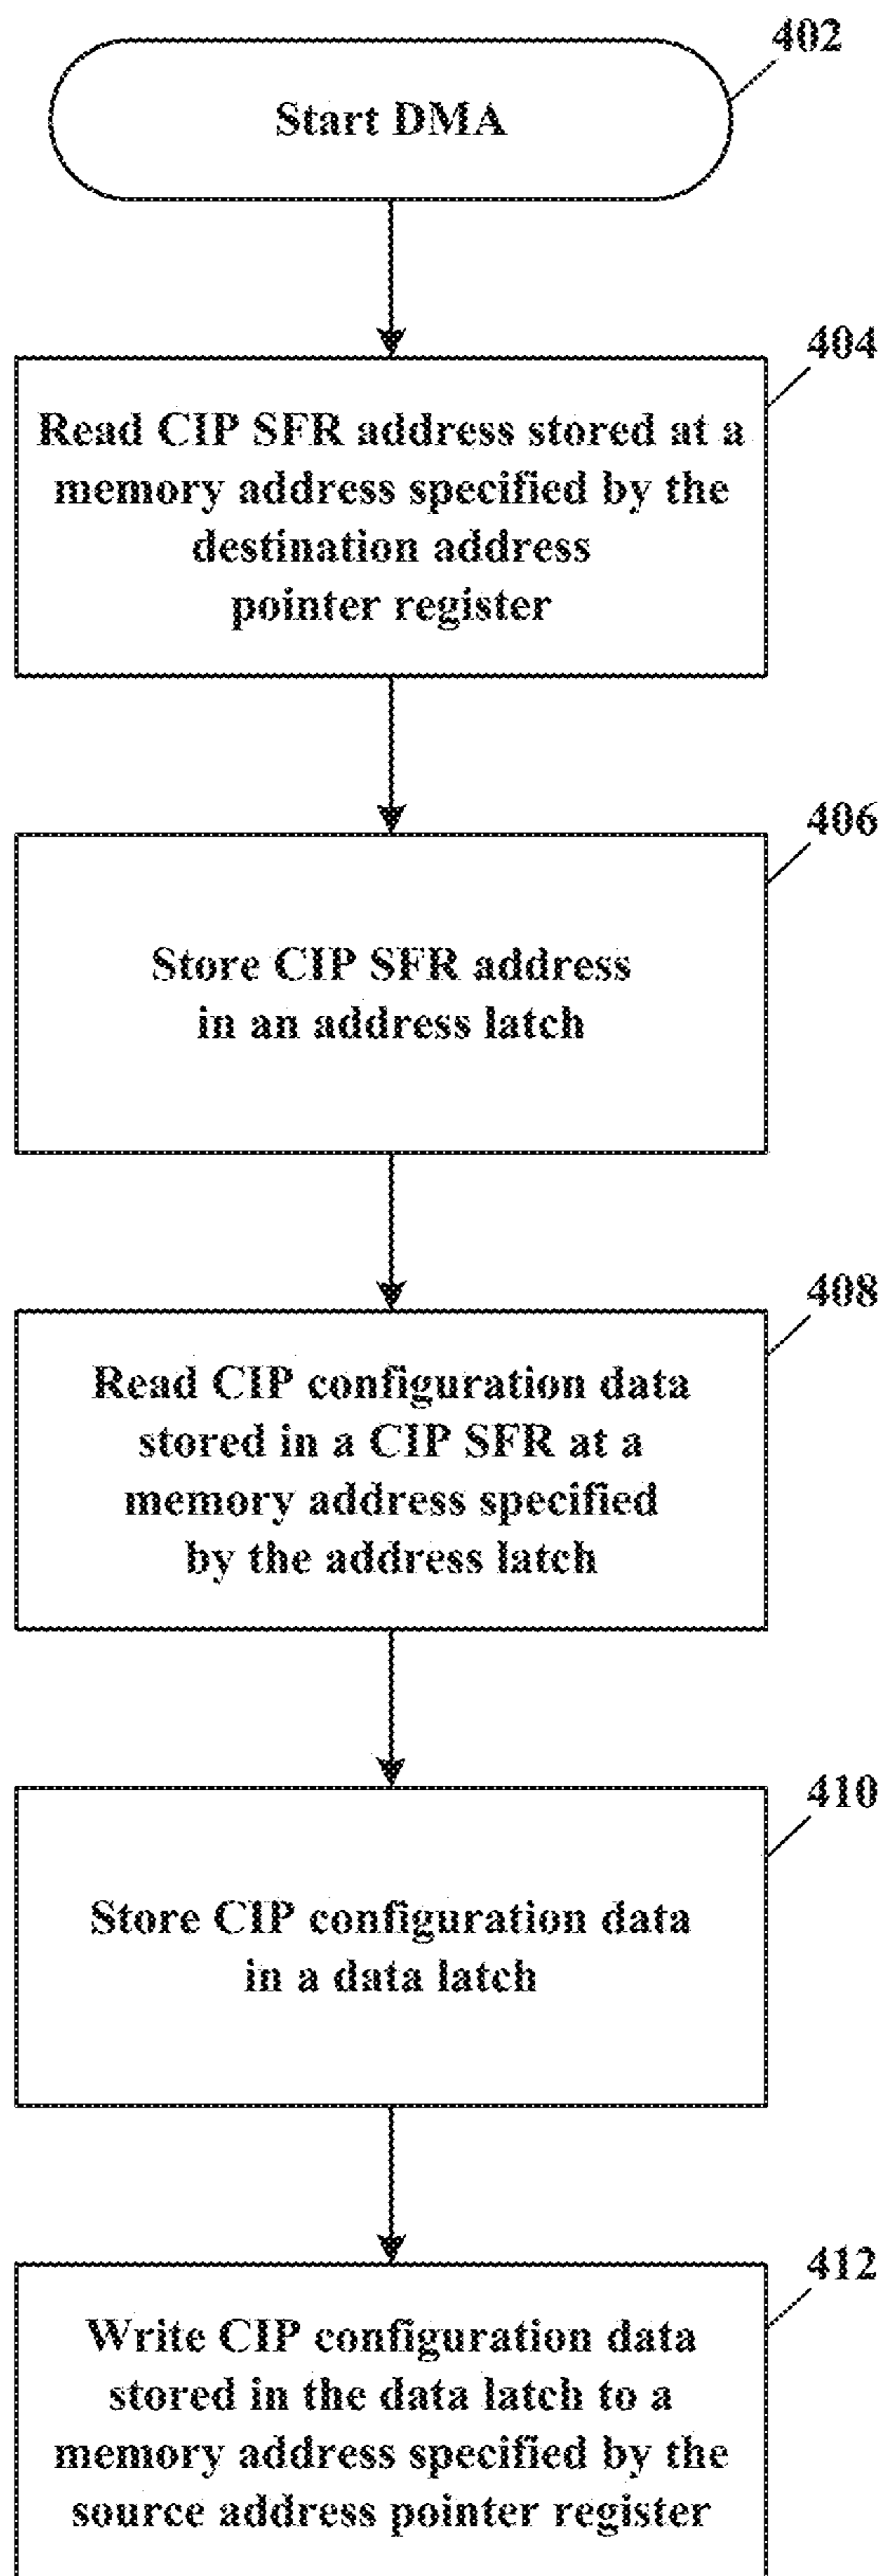 402
Start DMA
404
Read CIP SFR address stored at a
memory address specified by the
destination address
pointer register
406
Store CIP SFR address
in an address latch
408
Read CIP configuration data
stored in a CIP SFR at a
memory address specified
by the address latch
410
Store CIP configuration data
in a data latch
412
Write CIP configuration data
stored in the data latch to a
memory address specified by the
source address pointer register